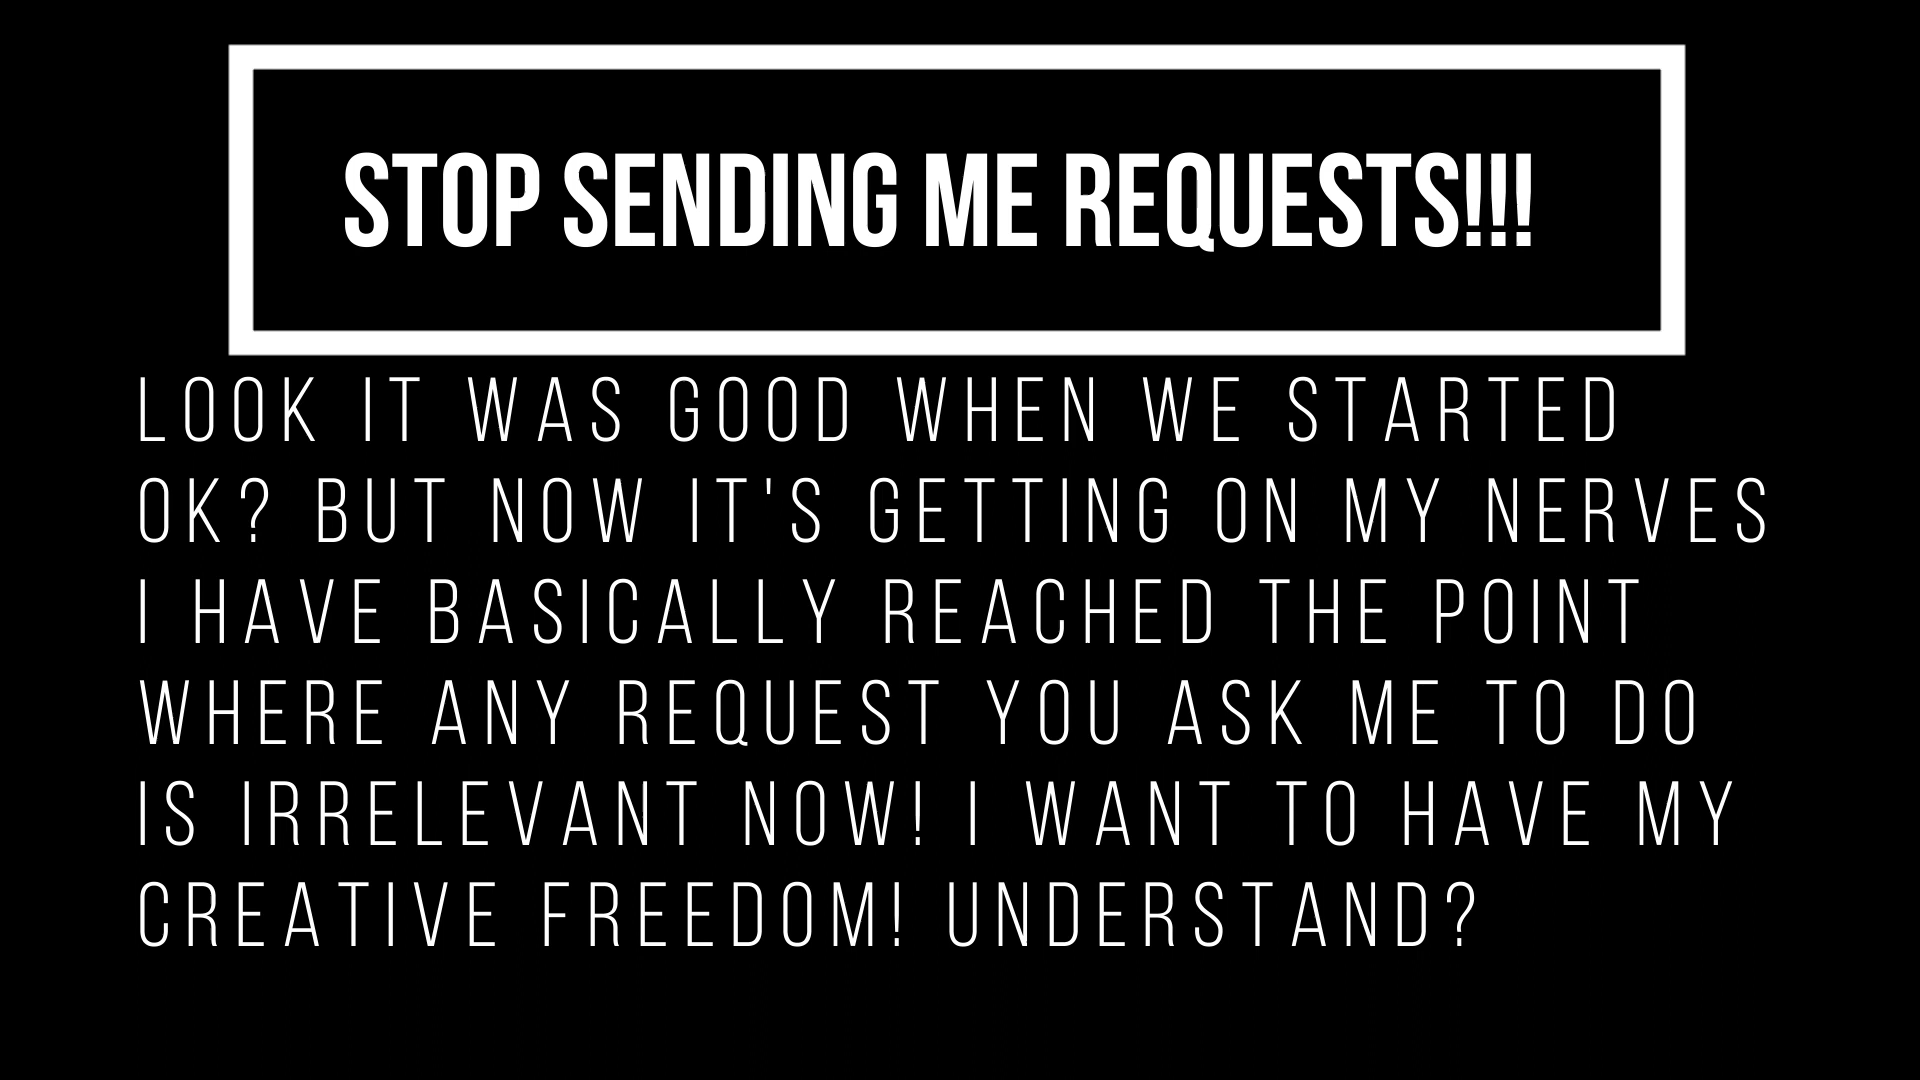 STOP SENDING ME REQUESTS!!!
LOOK IT WAS GOOD WHEN WE STARTED
OK? BUT NOW IT'S GETTING ON MY NERVES
I HAVE BASICALLY REACHED THE POINT
WHERE ANY REQUEST YOU ASK ME TO DO
IS IRRELEVANT NOW! I WANT TO HAVE MY
CREATIVE FREEDOM! UNDERSTAND?